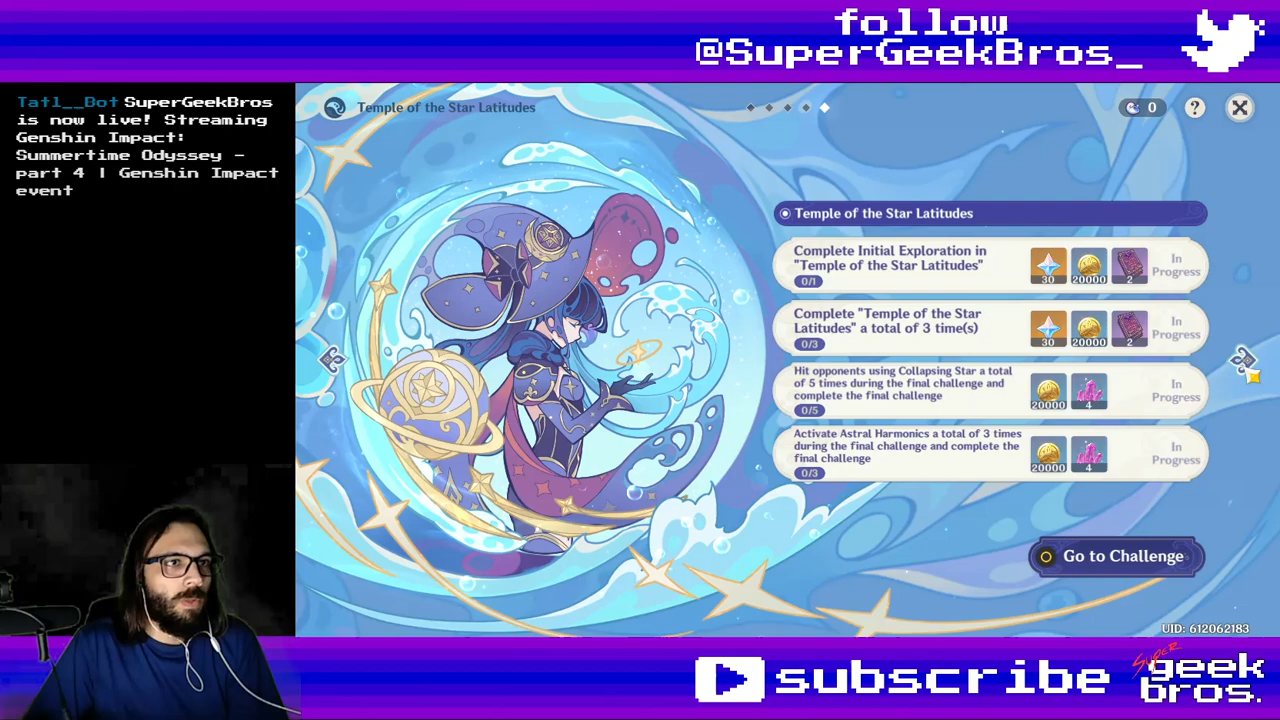 follow
@SuperGeekBros_
Tatl__Bot SuperGeekBros
is now live! Streaming
Genshin Impact:
Summertime Odyssey -
part 4 | Genshin Impact
event
Temple of the Star Latitudes
0
?
Temple of the Star Latitudes
Complete Initial Exploration in
"Temple of the Star Latitudes"
0/1
30
20000
2
In
Progress
Complete "Temple of the Star
Latitudes" a total of 3 time(s)
0/3
30
20000
2
In
Progress
Hit opponents using Collapsing Star a total
of 5 times during the final challenge and
complete the final challenge
0/5
20000
4
In
Progress
Activate Astral Harmonics a total of 3 times
during the final challenge and complete the
final challenge
0/3
20000
4
In
Progress
Go to Challenge
UID: 612062183
subscribe
SUPER
geek
bros.